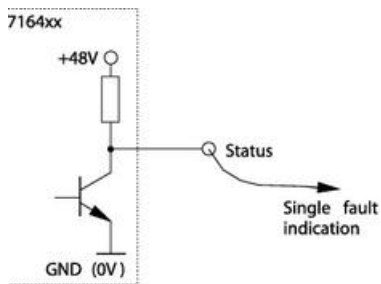 7164xx
+48V
Status
Single fault
indication
GND (0V)